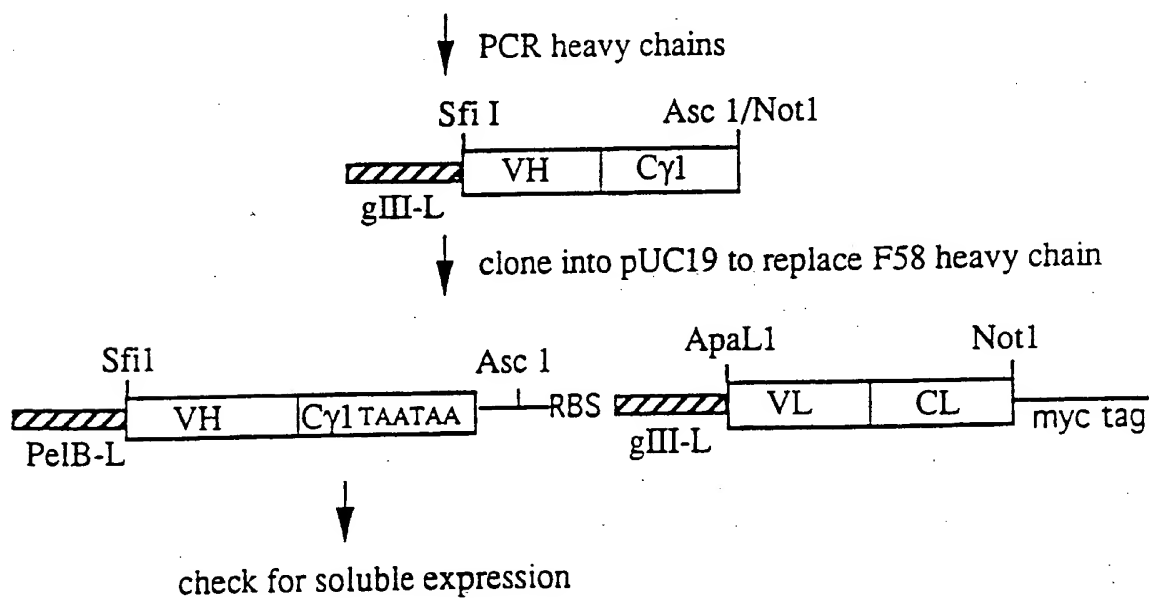 PCR heavy chains
Sfi I Asc 1/Not1
VH Cγ1
gIII-L
clone into pUC19 to replace F58 heavy chain
ApaL1 Not1
Sfi1 Asc 1
VH Cγ1 TAATAA RBS VL CL myc tag
PelB-L gIII-L
check for soluble expression